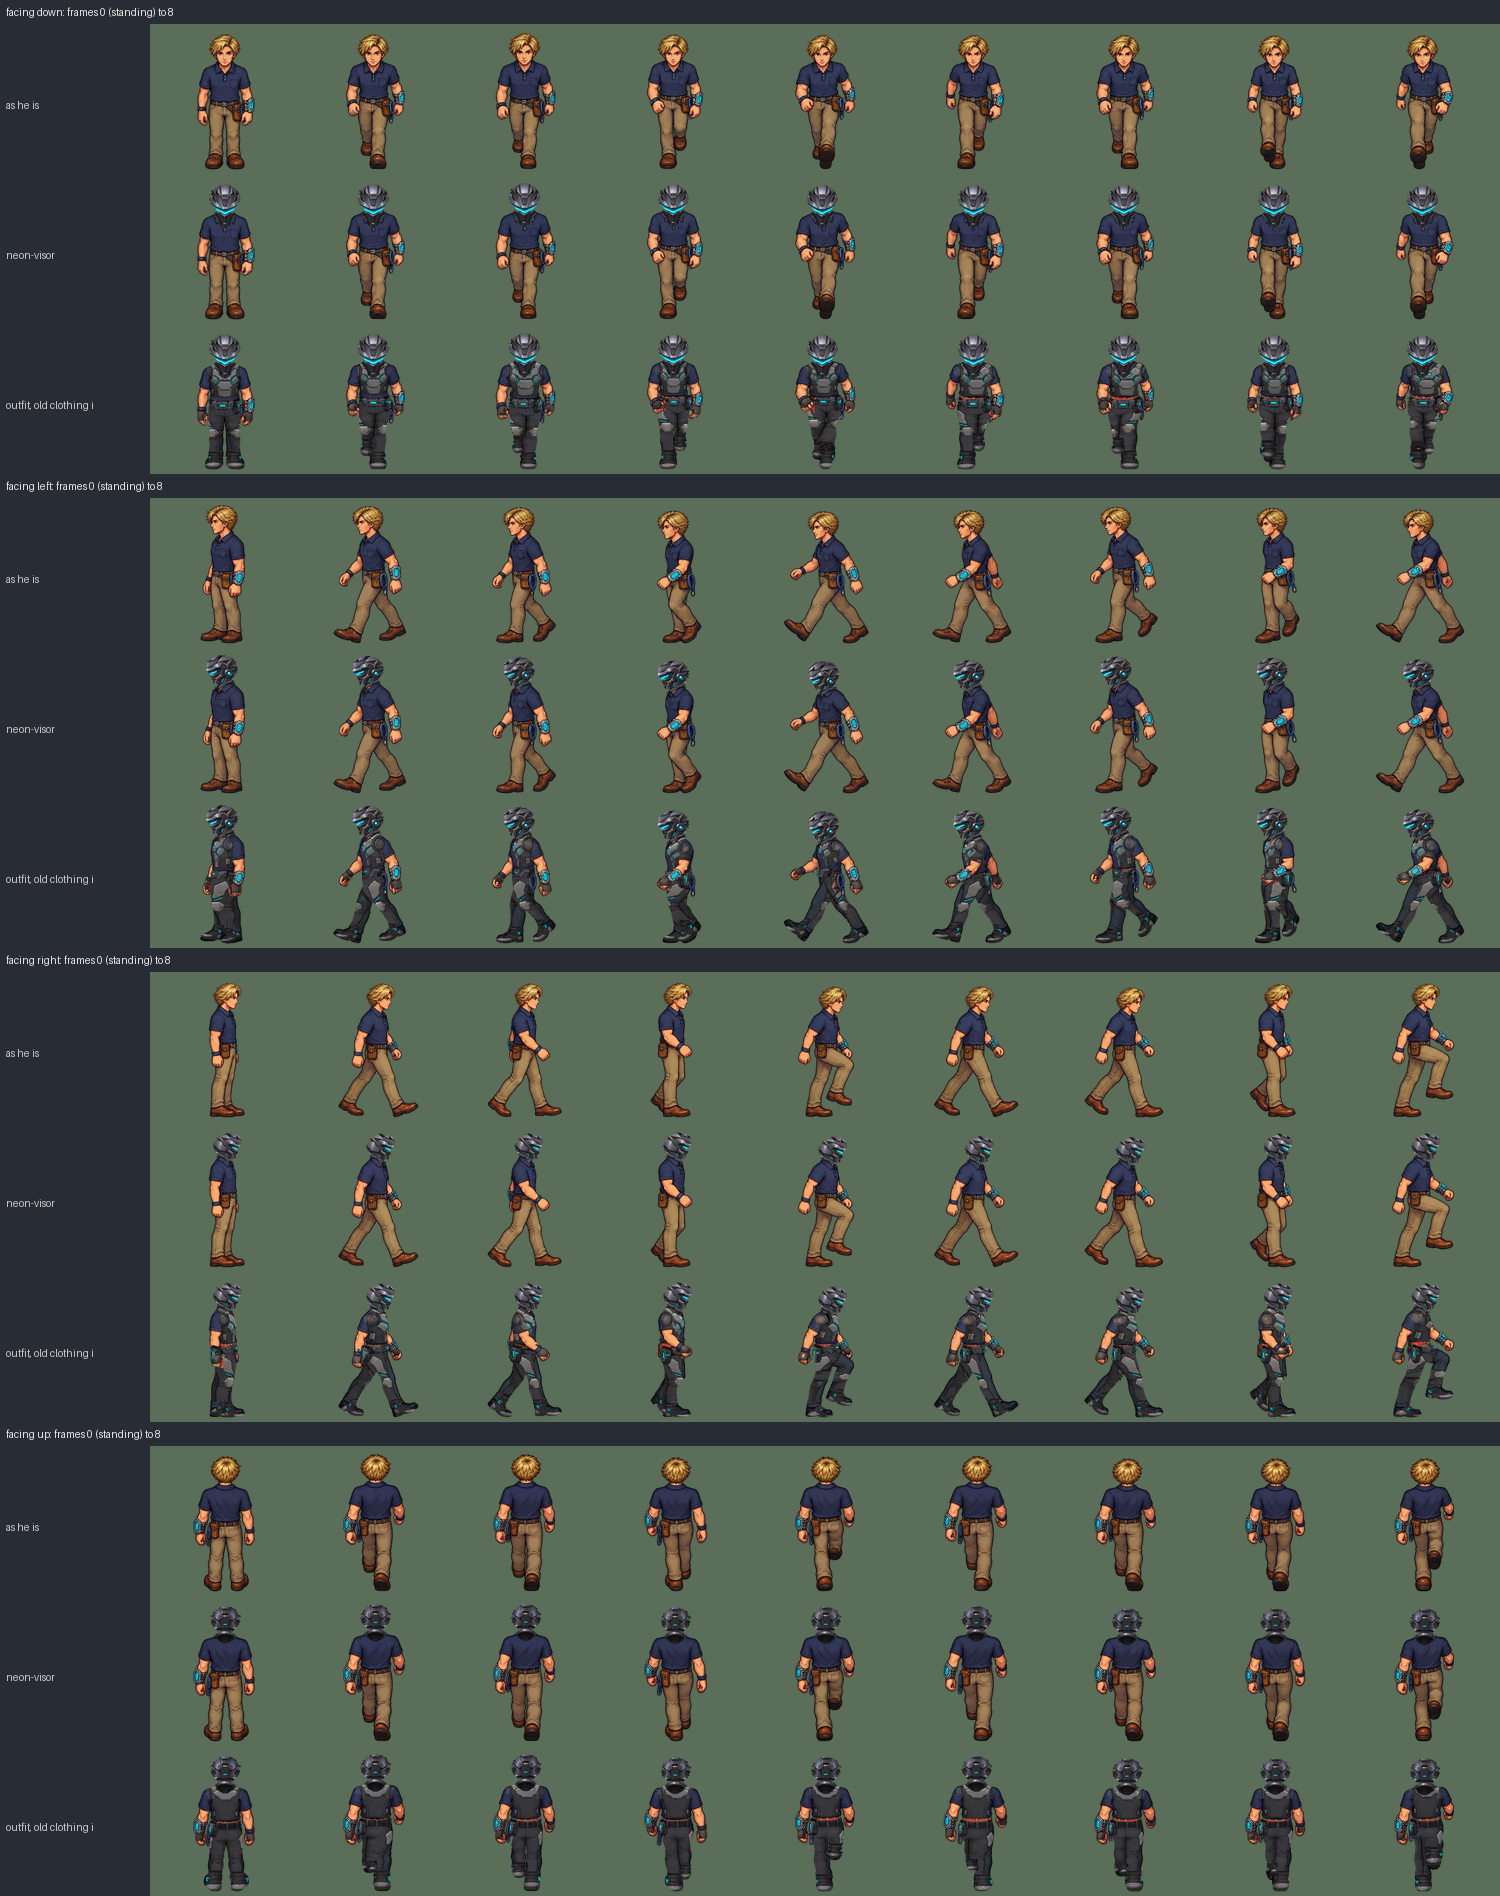 facing down: frames 0 (standing) to 8
as he is
neon-visor
outfit, old clothing i
facing left: frames 0 (standing) to 8
as he is
neon-visor
outfit, old clothing i
facing right: frames 0 (standing) to 8
as he is
neon-visor
outfit, old clothing i
facing up: frames 0 (standing) to 8
as he is
neon-visor
outfit, old clothing i